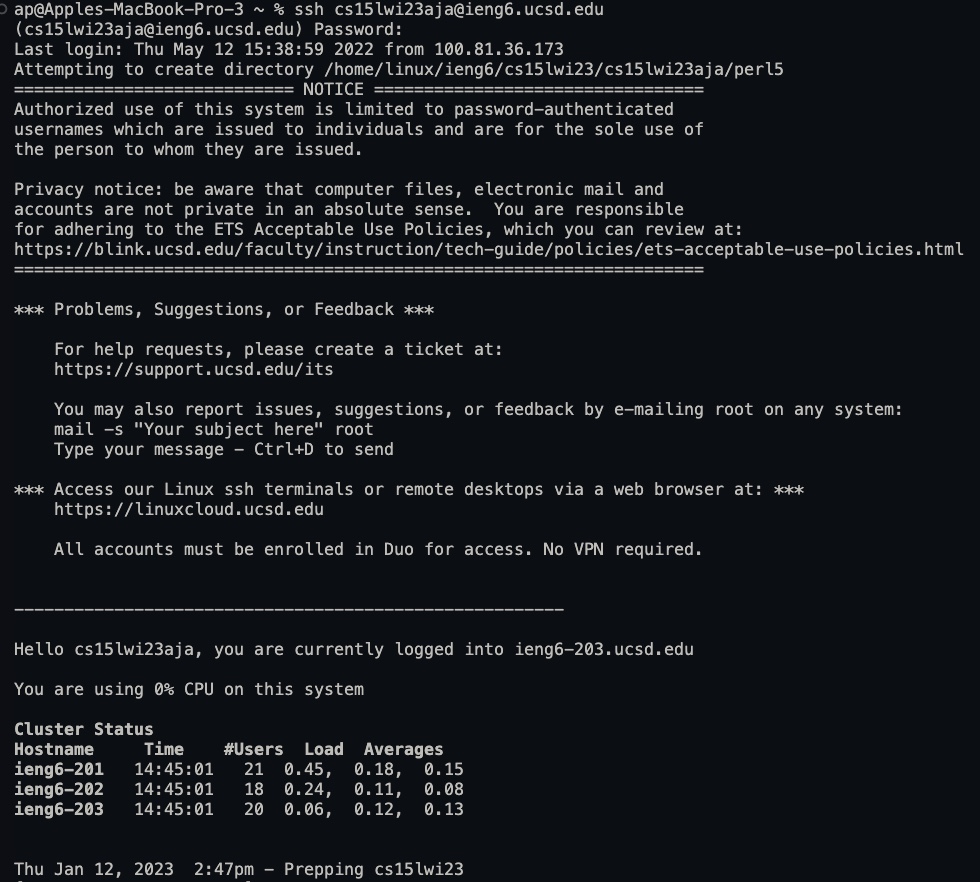 ap@Apples-MacBook-Pro-3 ~ % ssh cs15lwi23aja@ieng6.ucsd.edu
(cs15lwi23aja@ieng6.ucsd.edu) Password:
Last login: Thu May 12 15:38:59 2022 from 100.81.36.173
Attempting to create directory /home/linux/ieng6/cs15lwi23/cs15lwi23aja/perl5
============================ NOTICE =================================
Authorized use of this system is limited to password-authenticated
usernames which are issued to individuals and are for the sole use of
the person to whom they are issued.

Privacy notice: be aware that computer files, electronic mail and
accounts are not private in an absolute sense.  You are responsible
for adhering to the ETS Acceptable Use Policies, which you can review at:
https://blink.ucsd.edu/faculty/instruction/tech-guide/policies/ets-acceptable-use-policies.html
=====================================================================

*** Problems, Suggestions, or Feedback ***

    For help requests, please create a ticket at:
    https://support.ucsd.edu/its

    You may also report issues, suggestions, or feedback by e-mailing root on any system:
    mail -s "Your subject here" root
    Type your message - Ctrl+D to send

*** Access our Linux ssh terminals or remote desktops via a web browser at: ***
    https://linuxcloud.ucsd.edu

    All accounts must be enrolled in Duo for access. No VPN required.

-------------------------------------------------------

Hello cs15lwi23aja, you are currently logged into ieng6-203.ucsd.edu

You are using 0% CPU on this system

Cluster Status
Hostname     Time    #Users  Load  Averages
ieng6-201   14:45:01   21  0.45,  0.18,  0.15
ieng6-202   14:45:01   18  0.24,  0.11,  0.08
ieng6-203   14:45:01   20  0.06,  0.12,  0.13

Thu Jan 12, 2023  2:47pm - Prepping cs15lwi23